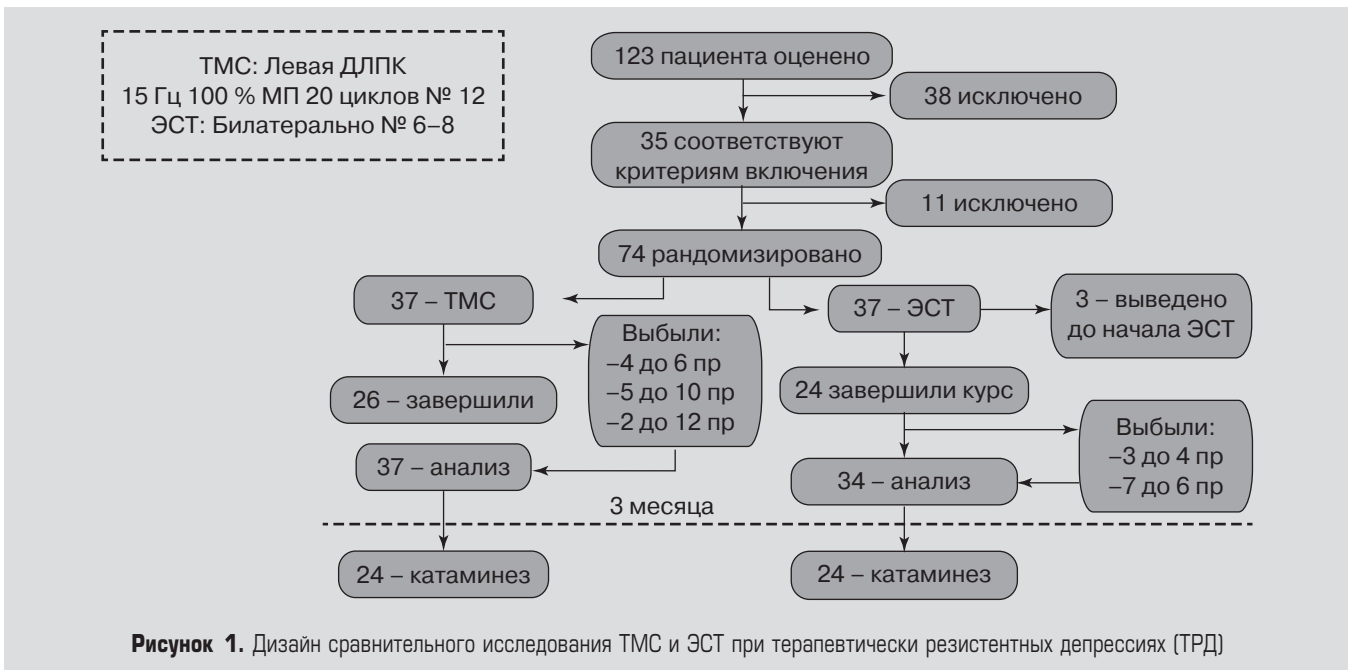 ТМС: Левая ДЛПК
15 Гц 100 % МП 20 циклов № 12
ЭСТ: Билатерально № 6–8
123 пациента оценено
38 исключено
35 соответствуют
критериям включения
11 исключено
74 рандомизировано
37 – ТМС
Выбыли:
–4 до 6 пр
–5 до 10 пр
–2 до 12 пр
26 – завершили
37 – анализ
37 – ЭСТ
3 – выведено
до начала ЭСТ
24 завершили курс
Выбыли:
–3 до 4 пр
–7 до 6 пр
34 – анализ
3 месяца
24 – катаминез
24 – катаминез
Рисунок 1. Дизайн сравнительного исследования ТМС и ЭСТ при терапевтически резистентных депрессиях (ТРД)